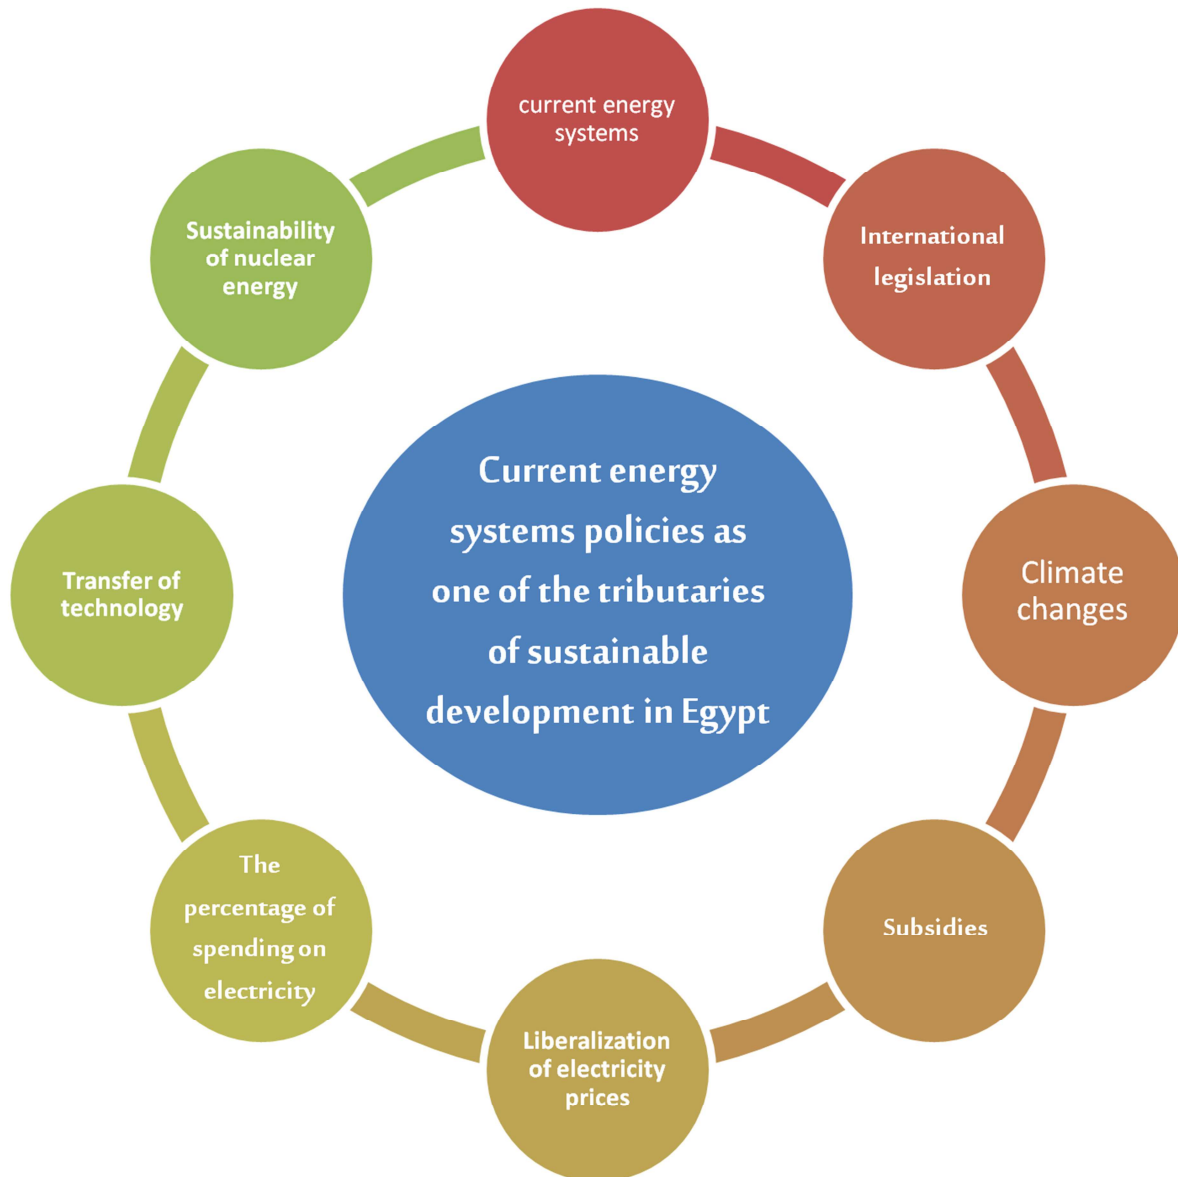 current energy
systems
International
legislation
Climate
changes
Subsidies
Liberalization
of electricity
prices
The
percentage of
spending on
electricity
Transfer of
technology
Sustainability
of nuclear
energy
Current energy
systems policies as
one of the tributaries
of sustainable
development in Egypt